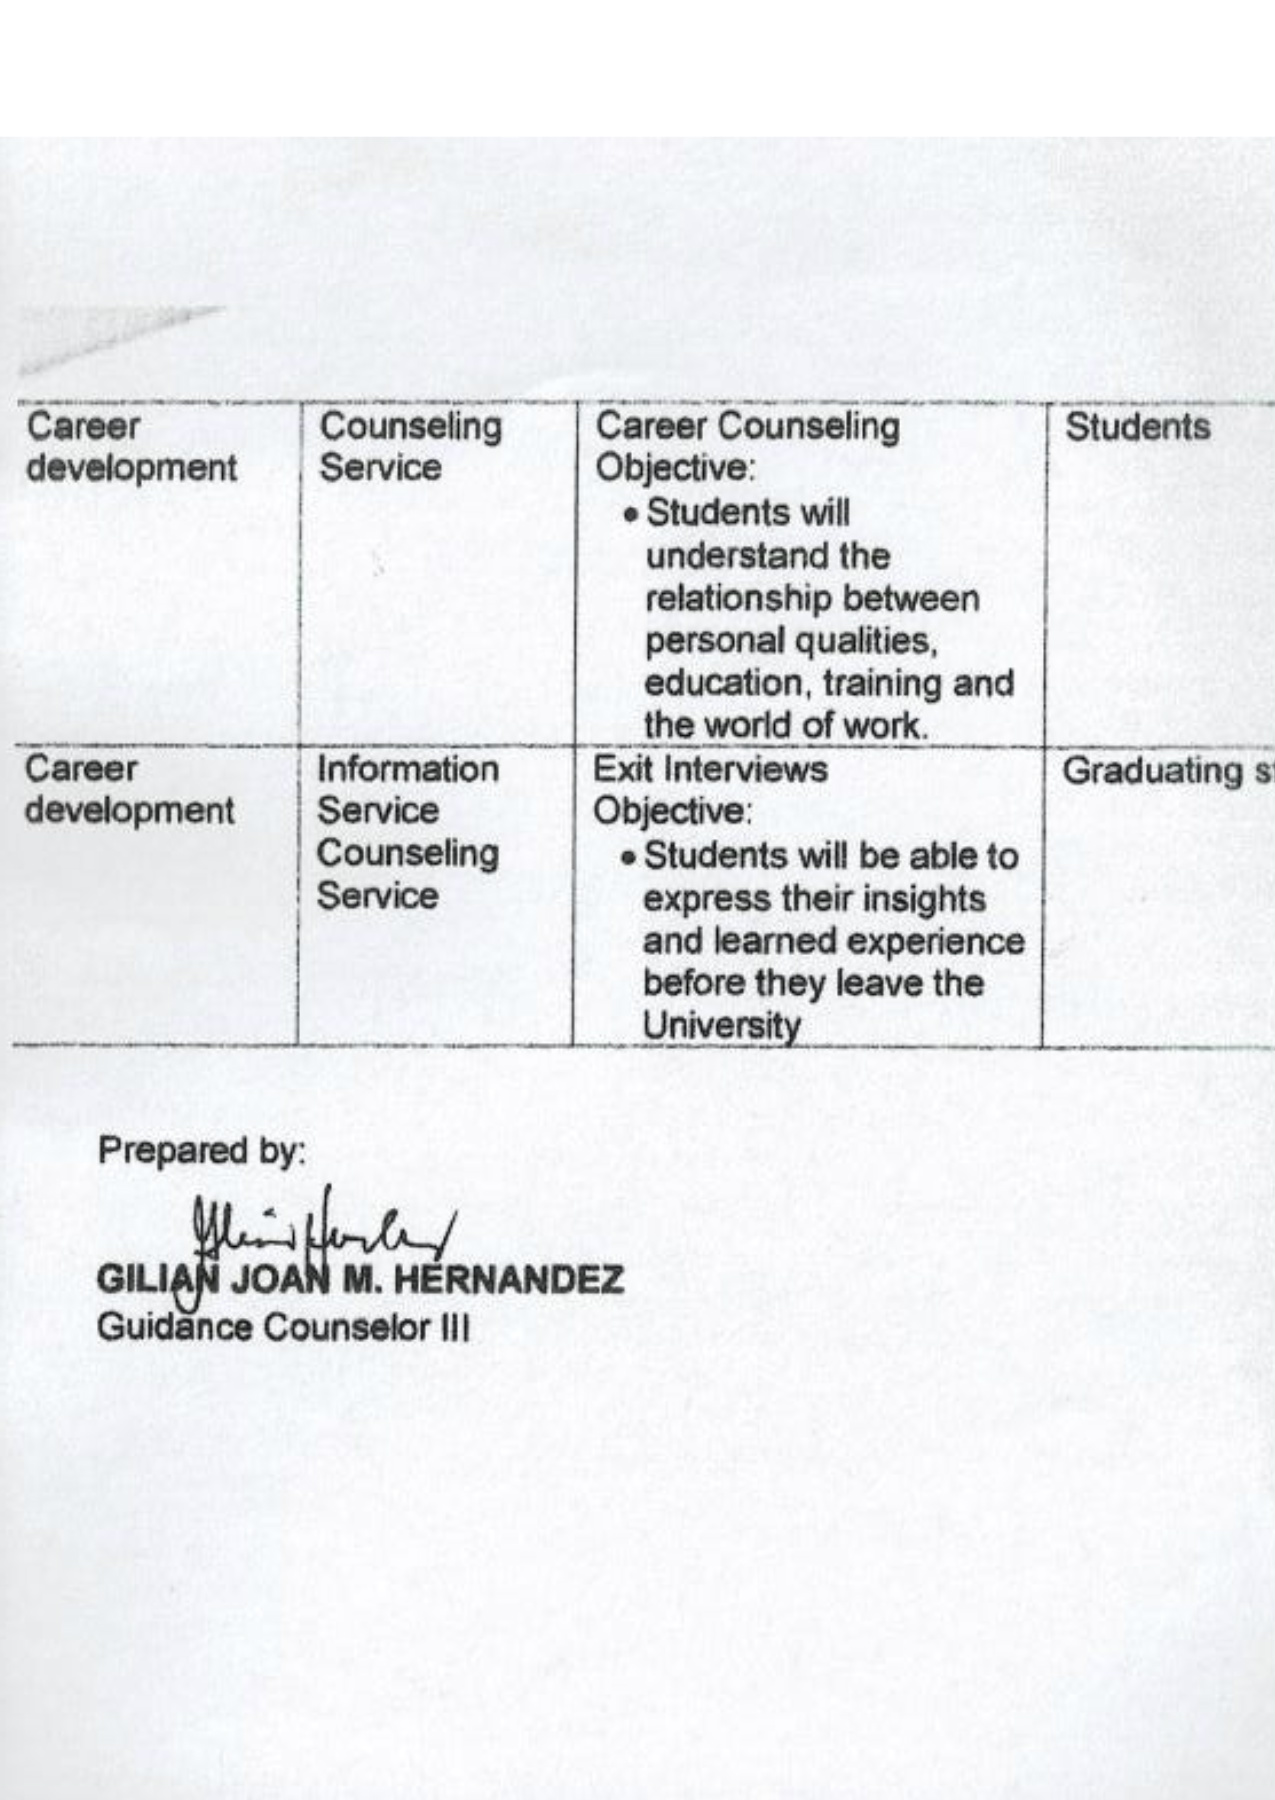 Career
development
Counseling
Service
Career Counseling
Objective:
• Students will
understand the
relationship between
personal qualities,
education, training and
the world of work.
Students
Career
development
Information
Service
Counseling
Service
Exit Interviews
Objective:
• Students will be able to
express their insights
and learned experience
before they leave the
University
Graduating
Prepared by:
GILIAN JOAN M. HERNANDEZ
Guidance Counselor III